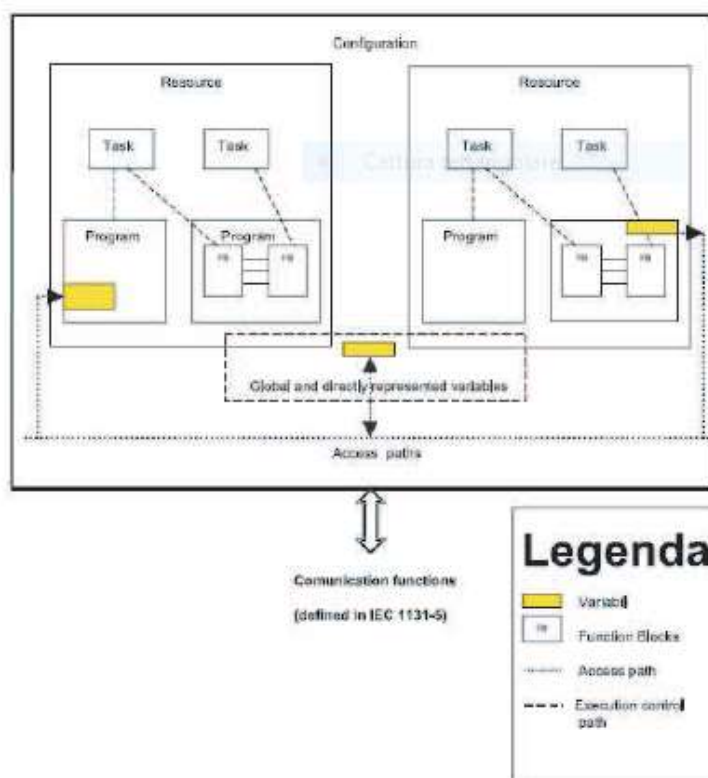 Configuration
Resource
Resource
Task
Task
Task
Task
Program
Program
Program
FB
FB
FB
FB
Global and directly represented variables
Access paths
Comunication functions
(defined in IEC 1131-5)
Legenda
Variabili
FB
Function Blocks
Access path
Execution control
path